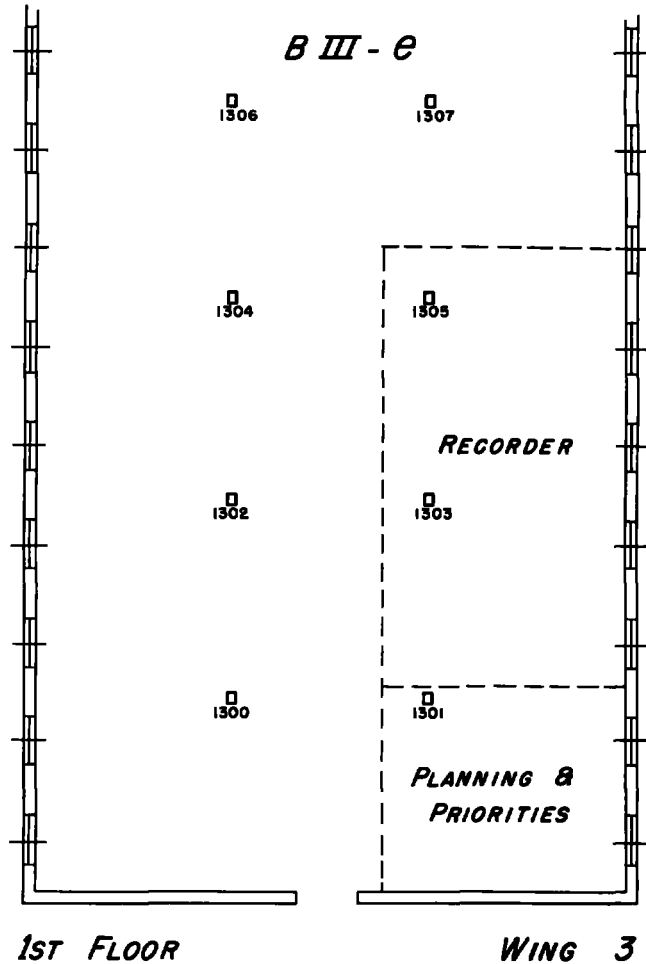 B III - e
1306
1307
1304
1305
RECORDER
1302
1303
1300
1301
PLANNING &
PRIORITIES
1ST FLOOR
WING 3